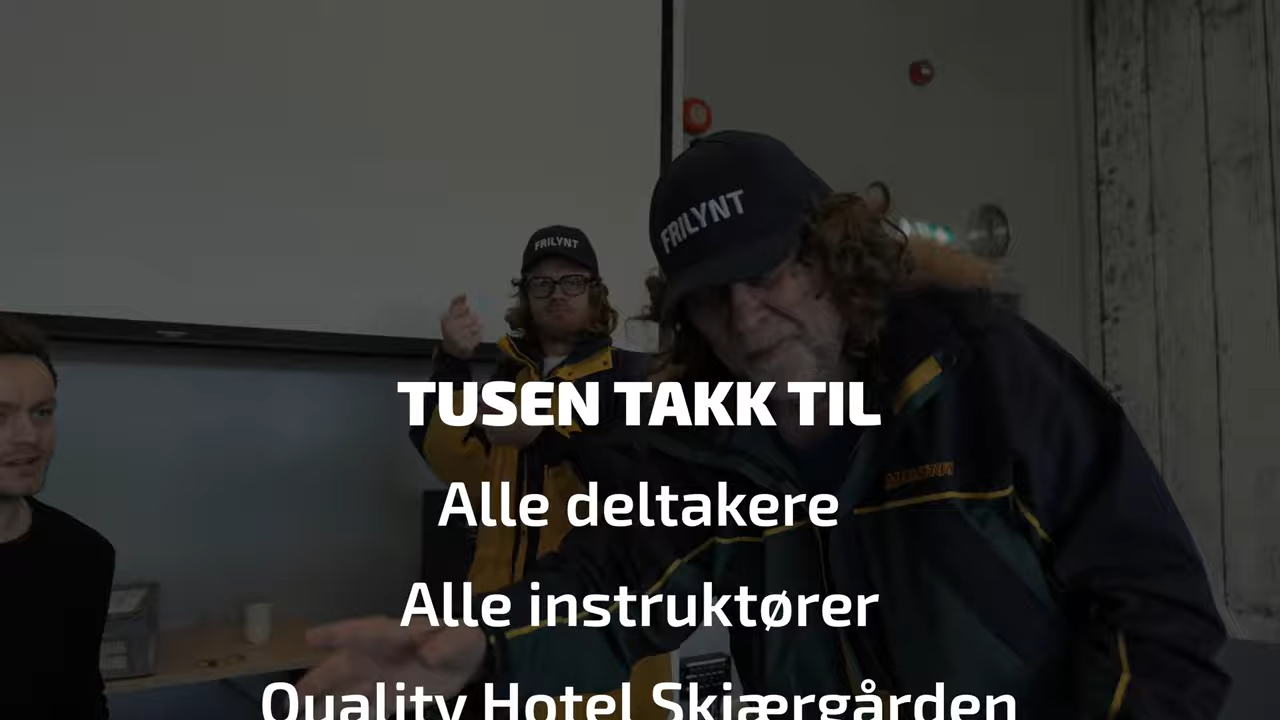 FRILYNT
FRILYNT
TUSEN TAKK TIL
Alle deltakere
Alle instruktører
Quality Hotel Skjærgården